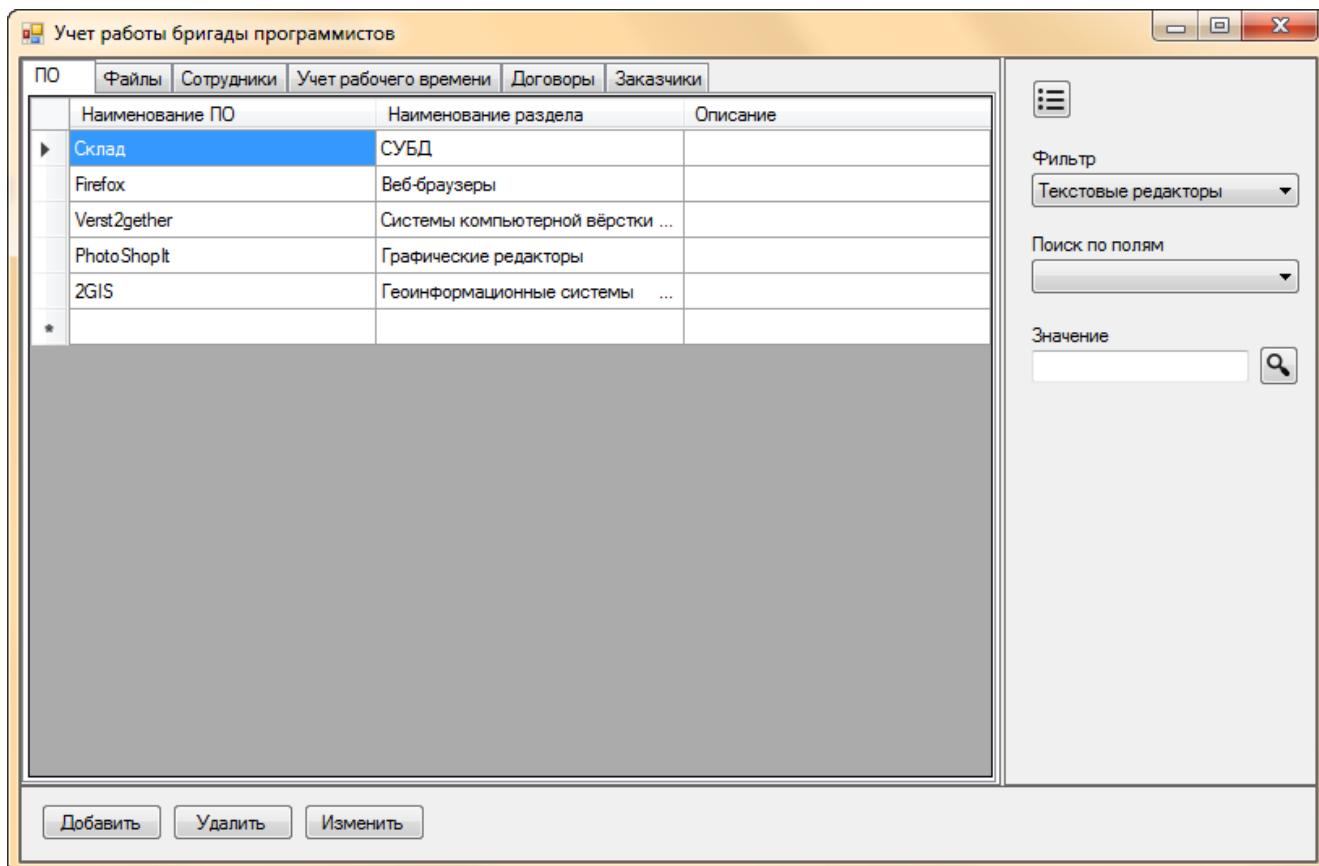 Учет работы бригады программистов
ПО Файлы Сотрудники Учет рабочего времени Договоры Заказчики
Наименование ПО Наименование раздела Описание
Склад СУБД
Firefox Веб-браузеры
Verst2gether Системы компьютерной вёрстки ...
PhotoShopIt Графические редакторы
2GIS Геоинформационные системы ...
*
Фильтр
Текстовые редакторы
Поиск по полям
Значение
Добавить Удалить Изменить